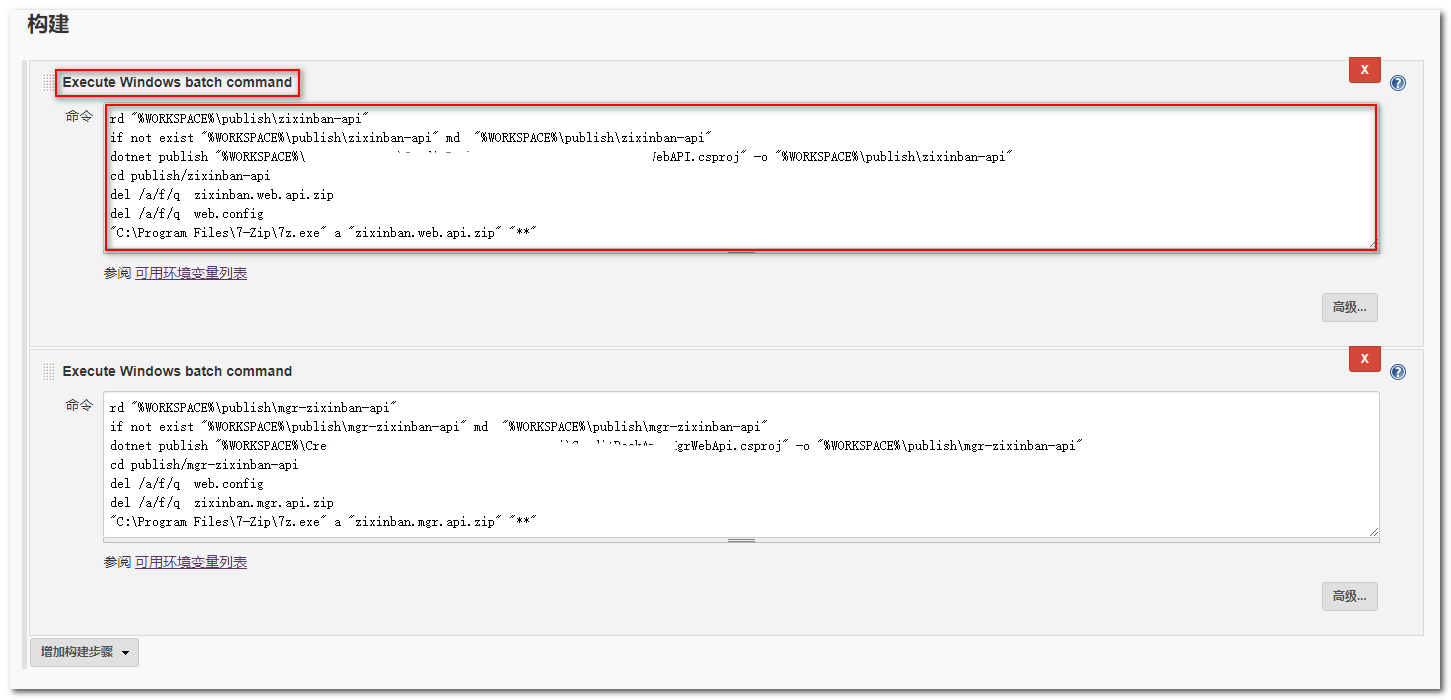 构建
Execute Windows batch command
X
命令
rd "%WORKSPACE%\publish\zixinban-api"
if not exist "%WORKSPACE%\publish\zixinban-api" md  "%WORKSPACE%\publish\zixinban-api"
dotnet publish "%WORKSPACE%\ WebAPI.csproj" -o "%WORKSPACE%\publish\zixinban-api"
cd publish/zixinban-api
del /a/f/q  zixinban.web.api.zip
del /a/f/q  web.config
"C:\Program Files\7-Zip\7z.exe" a "zixinban.web.api.zip" "**"
参阅 可用环境变量列表
高级...
Execute Windows batch command
X
命令
rd "%WORKSPACE%\publish\mgr-zixinban-api"
if not exist "%WORKSPACE%\publish\mgr-zixinban-api" md  "%WORKSPACE%\publish\mgr-zixinban-api"
dotnet publish "%WORKSPACE%\Cre grWebApi.csproj" -o "%WORKSPACE%\publish\mgr-zixinban-api"
cd publish/mgr-zixinban-api
del /a/f/q  web.config
del /a/f/q  zixinban.mgr.api.zip
"C:\Program Files\7-Zip\7z.exe" a "zixinban.mgr.api.zip" "**"
参阅 可用环境变量列表
高级...
增加构建步骤